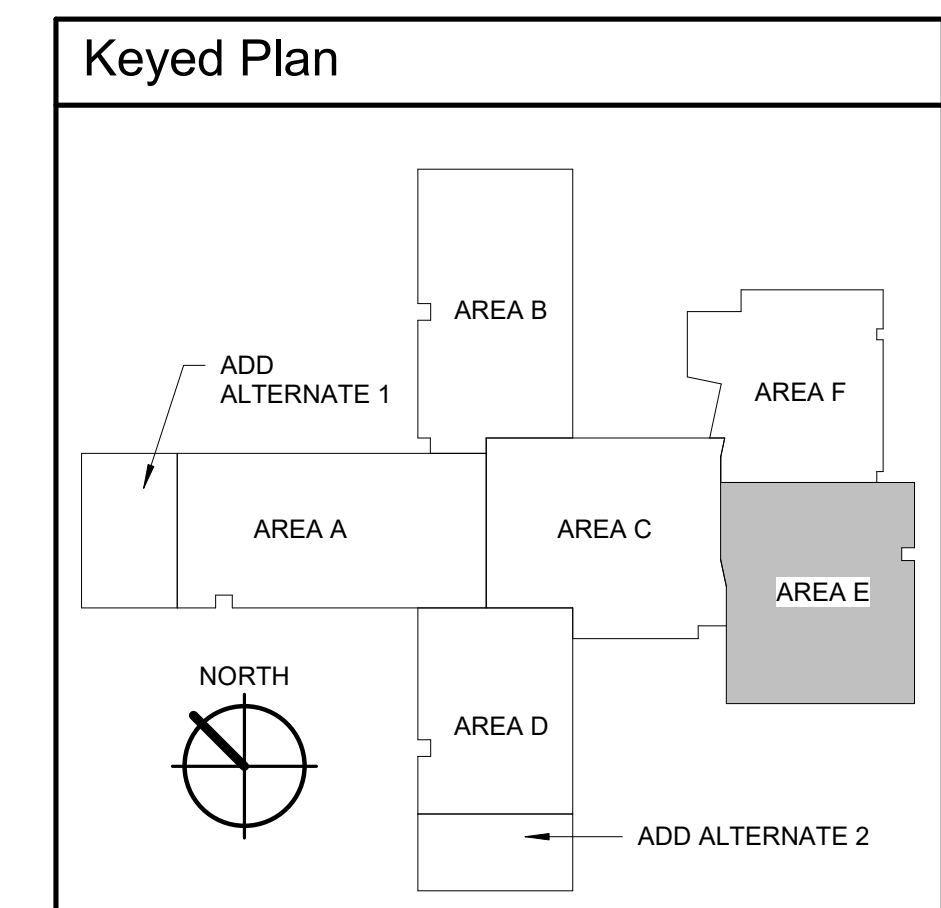 Keyed Plan
AREA B
ADD
ALTERNATE 1
AREA F
AREA A
AREA C
AREA E
NORTH
AREA D
ADD ALTERNATE 2